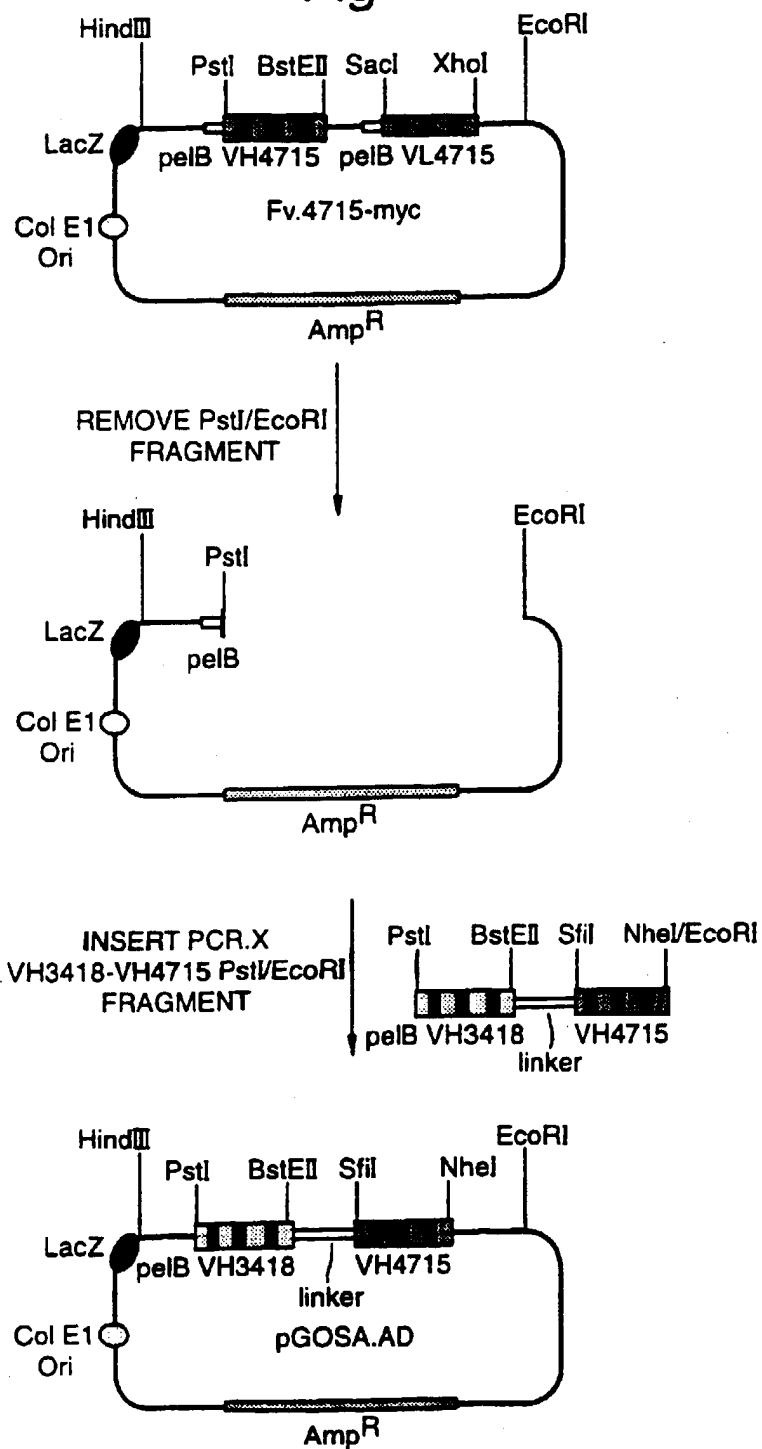 Fig
HindIII
EcoRI
PstI BstEII SacI XhoI
LacZ
pelB VH4715 pelB VL4715
Fv.4715-myc
Col E1
Ori
AmpR
REMOVE PstI/EcoRI
FRAGMENT
HindIII
EcoRI
PstI
LacZ
pelB
Col E1
Ori
AmpR
INSERT PCR.X
VH3418-VH4715 PstI/EcoRI
FRAGMENT
PstI BstEII SfiI NheI/EcoRI
pelB VH3418 VH4715
linker
HindIII
EcoRI
PstI BstEII SfiI NheI
LacZ
pelB VH3418 VH4715
linker
Col E1
Ori
pGOSA.AD
AmpR